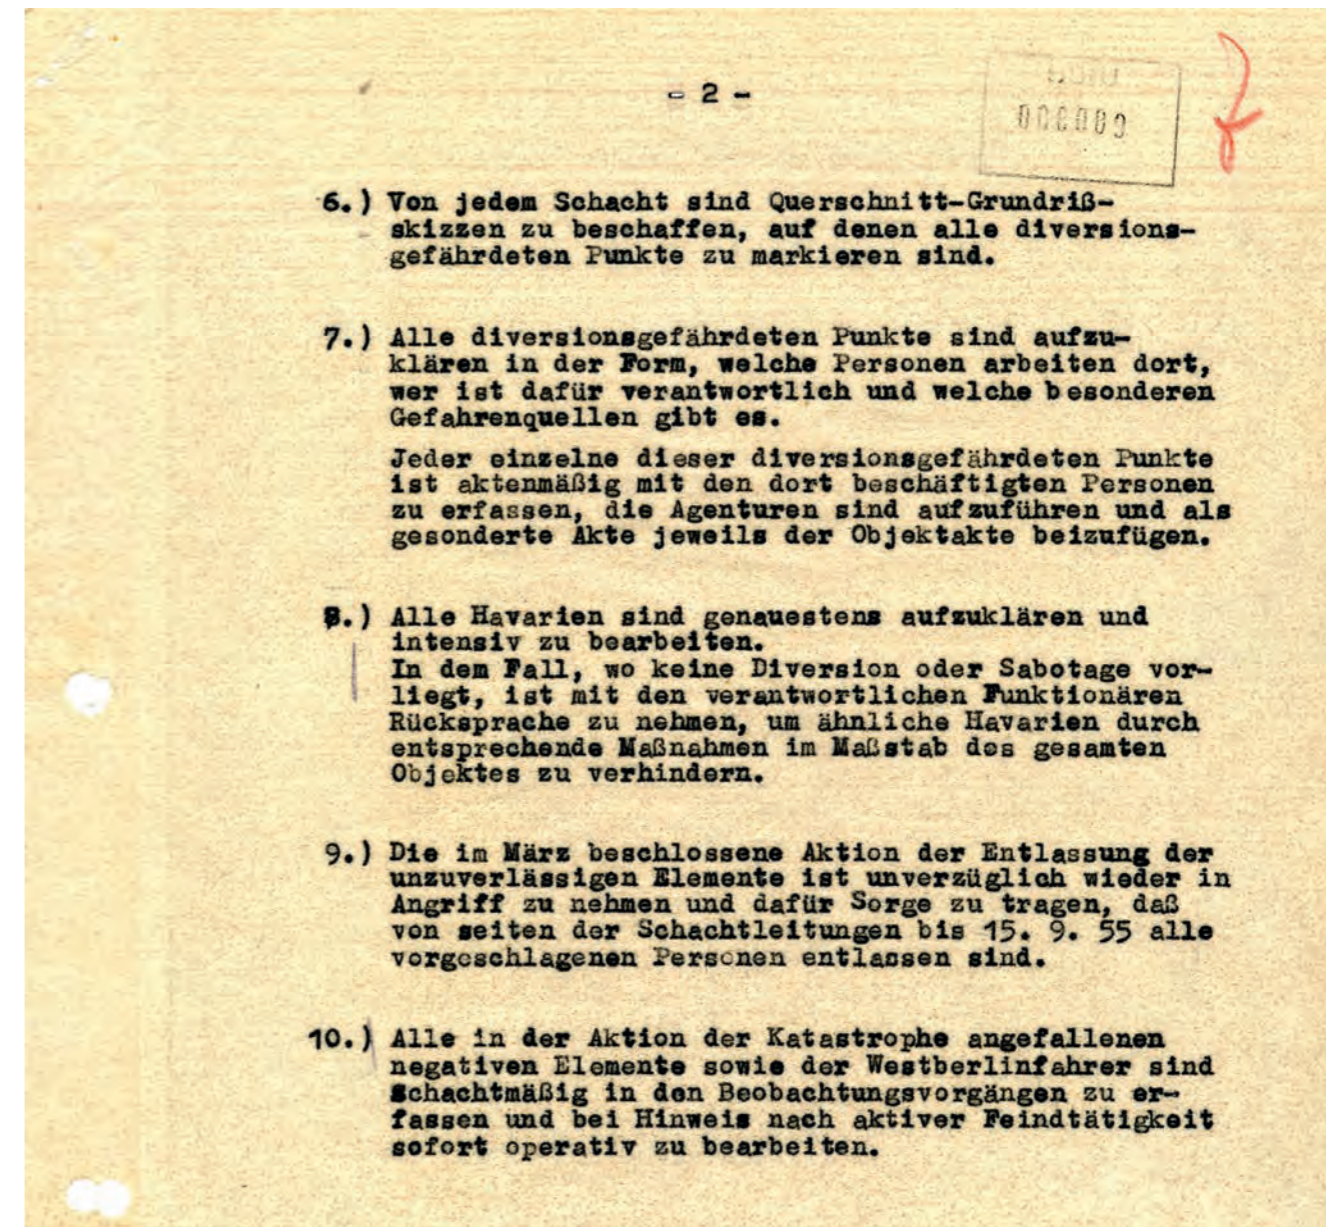 - 2 -
6.) Von jedem Schacht sind Querschnitt-Grundriß-
skizzen zu beschaffen, auf denen alle diversions-
gefährdeten Punkte zu markieren sind.
7.) Alle diversionsgefährdeten Punkte sind aufzu-
klären in der Form, welche Personen arbeiten dort,
wer ist dafür verantwortlich und welche besonderen
Gefahrenquellen gibt es.
Jeder einzelne dieser diversionsgefährdeten Punkte
ist aktenmäßig mit den dort beschäftigten Personen
zu erfassen, die Agenturen sind aufzuführen und als
gesonderte Akte jeweils der Objektakte beizufügen.
8.) Alle Havarien sind genauestens aufzuklären und
intensiv zu bearbeiten.
In dem Fall, wo keine Diversion oder Sabotage vor-
liegt, ist mit den verantwortlichen Funktionären
Rücksprache zu nehmen, um ähnliche Havarien durch
entsprechende Maßnahmen im Maßstab des gesamten
Objektes zu verhindern.
9.) Die im März beschlossene Aktion der Entlassung der
unzuverlässigen Elemente ist unverzüglich wieder in
Angriff zu nehmen und dafür Sorge zu tragen, daß
von seiten der Schachtleitungen bis 15. 9. 55 alle
vorgeschlagenen Personen entlassen sind.
10.) Alle in der Aktion der Katastrophe angefallenen
negativen Elemente sowie der Westberlinfahrer sind
schachtmäßig in den Beobachtungsvorgängen zu er-
fassen und bei Hinweis nach aktiver Feindtätigkeit
sofort operativ zu bearbeiten.